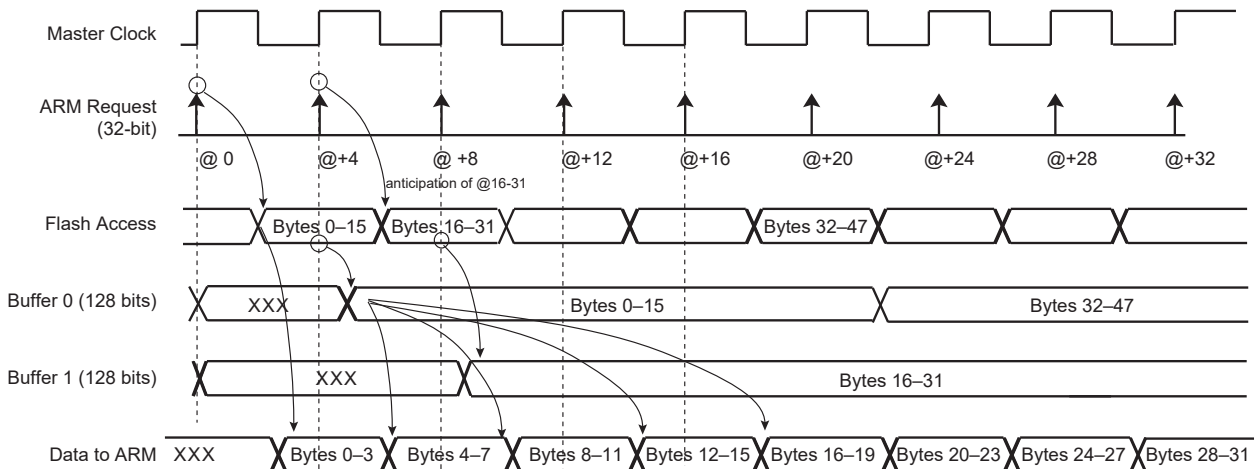 Master Clock
ARM Request
(32-bit)
@ 0 @+4 @ +8 @+12 @+16 @+20 @+24 @+28 @+32
anticipation of @16-31
Flash Access Bytes 0–15 Bytes 16–31 Bytes 32–47
Buffer 0 (128 bits) XXX Bytes 0–15 Bytes 32–47
Buffer 1 (128 bits) XXX Bytes 16–31
Data to ARM XXX Bytes 0–3 Bytes 4–7 Bytes 8–11 Bytes 12–15 Bytes 16–19 Bytes 20–23 Bytes 24–27 Bytes 28–31